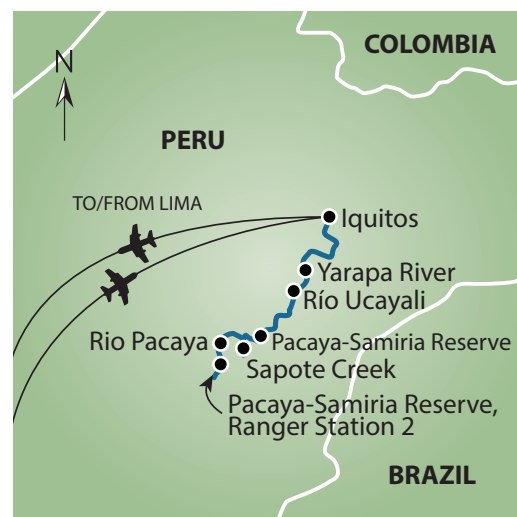 COLOMBIA
N
PERU
TO/FROM LIMA
Iquitos
Yarapa River
Río Ucayali
Rio Pacaya
Pacaya-Samiria Reserve
Sapote Creek
Pacaya-Samiria Reserve,
Ranger Station 2
BRAZIL